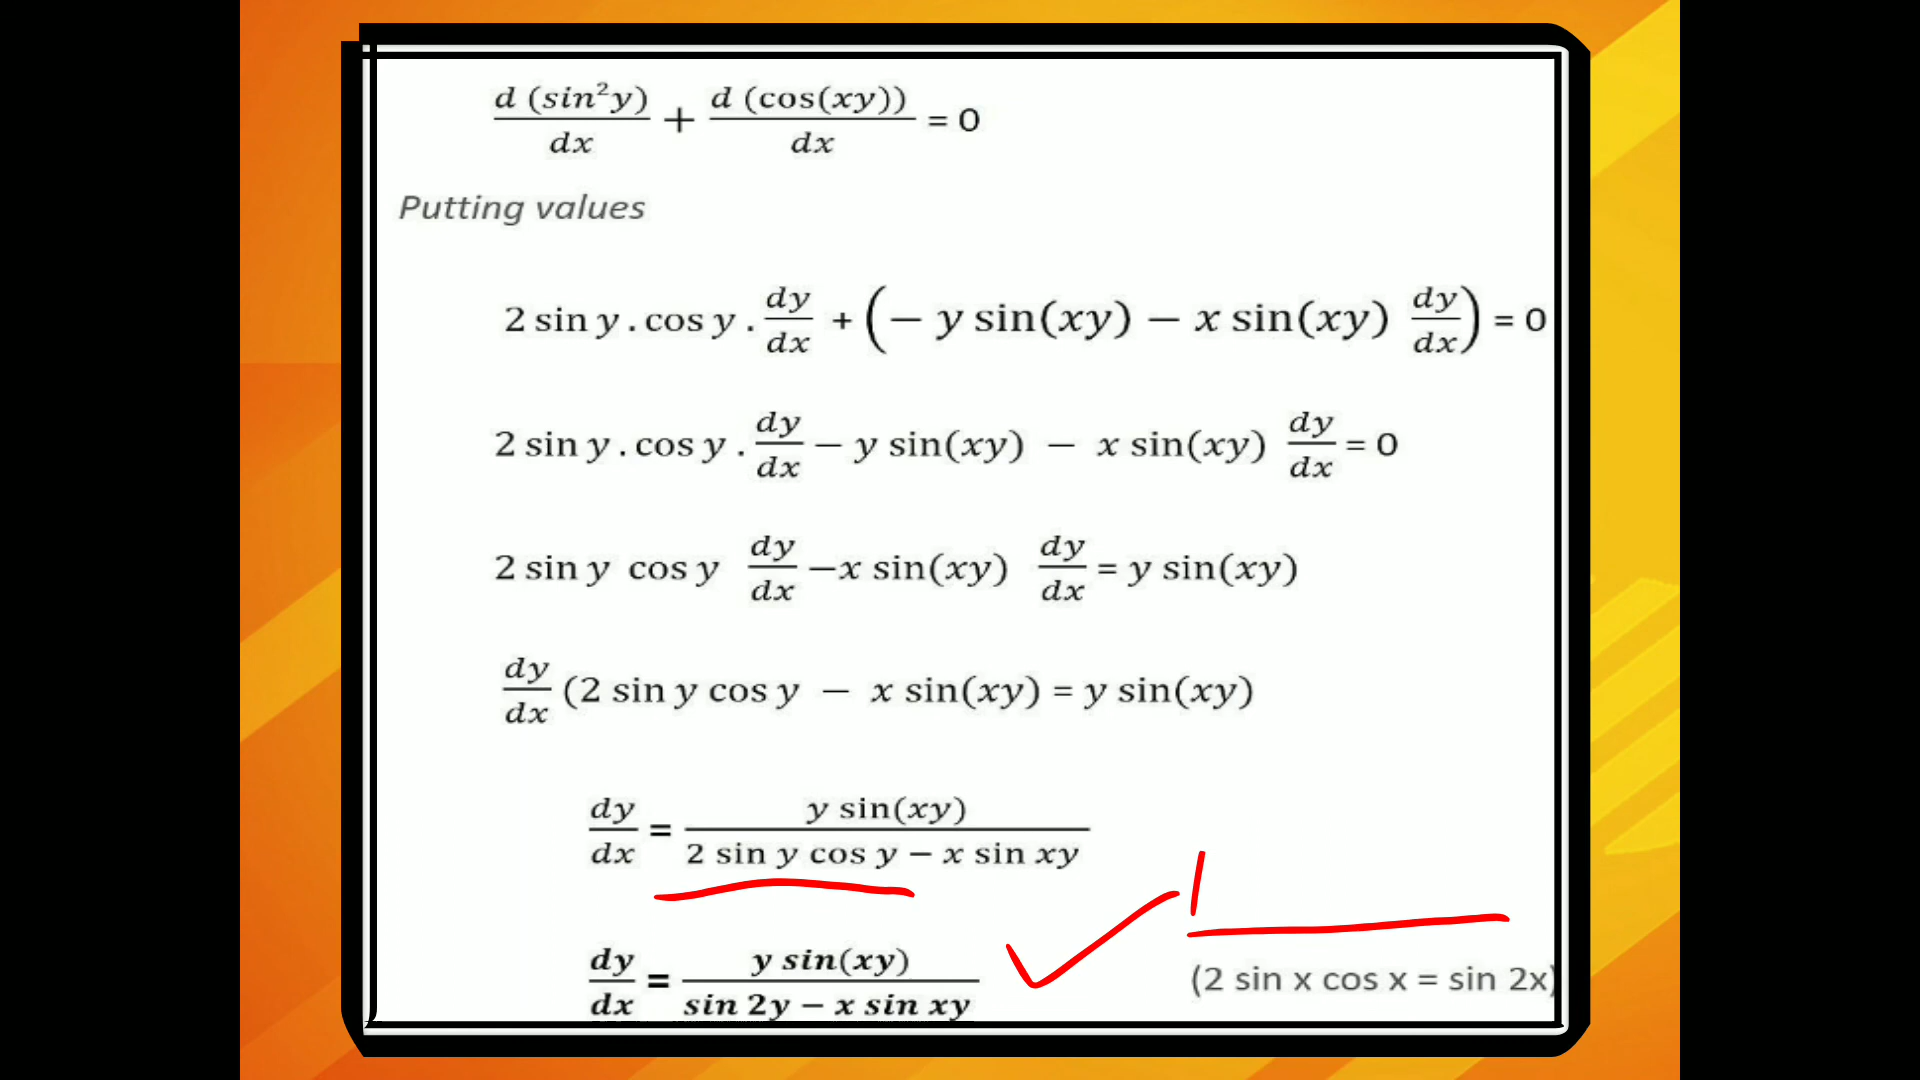 d (sin²y)/dx + d (cos(xy))/dx = 0
Putting values
2 sin y . cos y . dy/dx + (− y sin(xy) − x sin(xy) dy/dx) = 0
2 sin y . cos y . dy/dx − y sin(xy) − x sin(xy) dy/dx = 0
2 sin y cos y dy/dx −x sin(xy) dy/dx = y sin(xy)
dy/dx (2 sin y cos y − x sin(xy) = y sin(xy)
dy/dx = y sin(xy)/2 sin y cos y − x sin xy
dy/dx = y sin(xy)/sin 2y − x sin xy (2 sin x cos x = sin 2x)